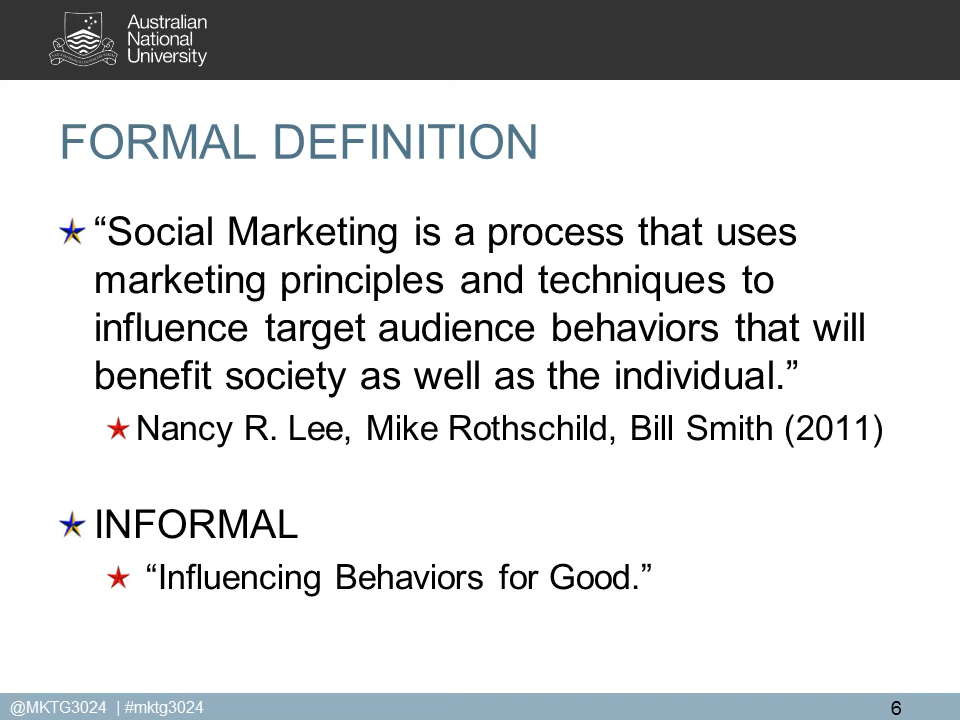 Australian
National
University
FORMAL DEFINITION
“Social Marketing is a process that uses
marketing principles and techniques to
influence target audience behaviors that will
benefit society as well as the individual.”
Nancy R. Lee, Mike Rothschild, Bill Smith (2011)
INFORMAL
“Influencing Behaviors for Good.”
@MKTG3024 | #mktg3024
6